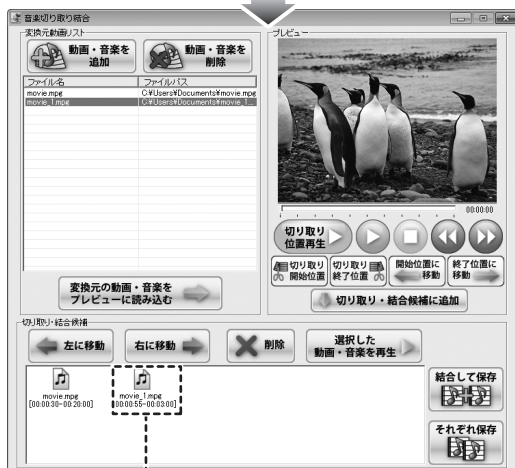 音楽切り取り結合
変換元動画リスト
動画・音楽を
追加
動画・音楽を
削除
ファイル名
ファイルパス
movie.mpg
C:¥Users¥Documents¥movie.mpg
movie_1.mpg
C:¥Users¥Documents¥movie_1...
変換元の動画・音楽を
プレビューに読み込む
プレビュー
00:00:00
切り取り
位置再生
切り取り
開始位置
切り取り
終了位置
開始位置に
移動
終了位置に
移動
切り取り・結合候補に追加
切り取り・結合候補
左に移動
右に移動
削除
選択した
動画・音楽を再生
movie.mpg
[00:00:30-00:20:00]
movie_1.mpg
[00:00:55-00:03:00]
結合して保存
それぞれ保存